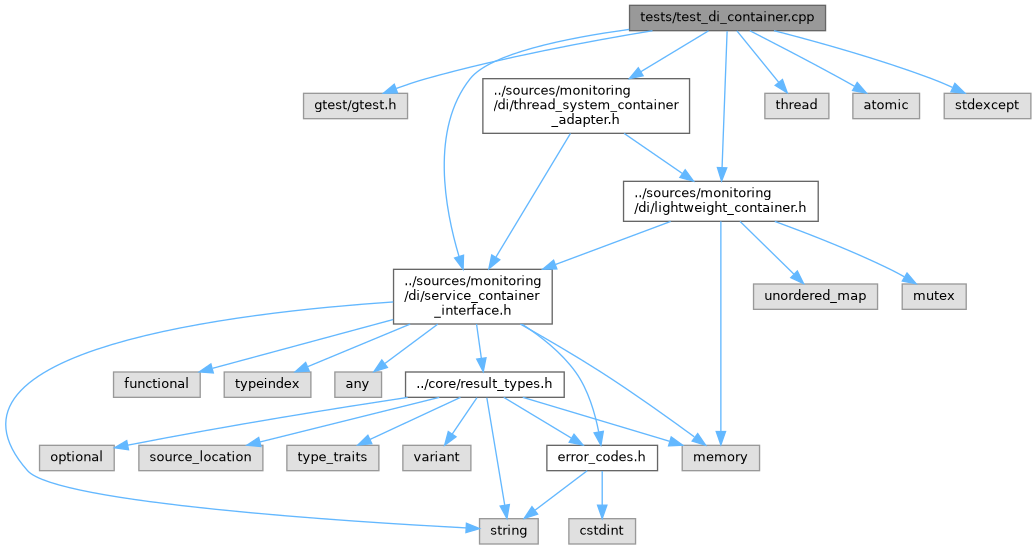 tests/test_di_container.cpp
gtest/gtest.h
../sources/monitoring
/di/thread_system_container
_adapter.h
thread
atomic
stdexcept
../sources/monitoring
/di/lightweight_container.h
../sources/monitoring
/di/service_container
_interface.h
unordered_map
mutex
functional
typeindex
any
../core/result_types.h
optional
source_location
type_traits
variant
error_codes.h
memory
string
cstdint